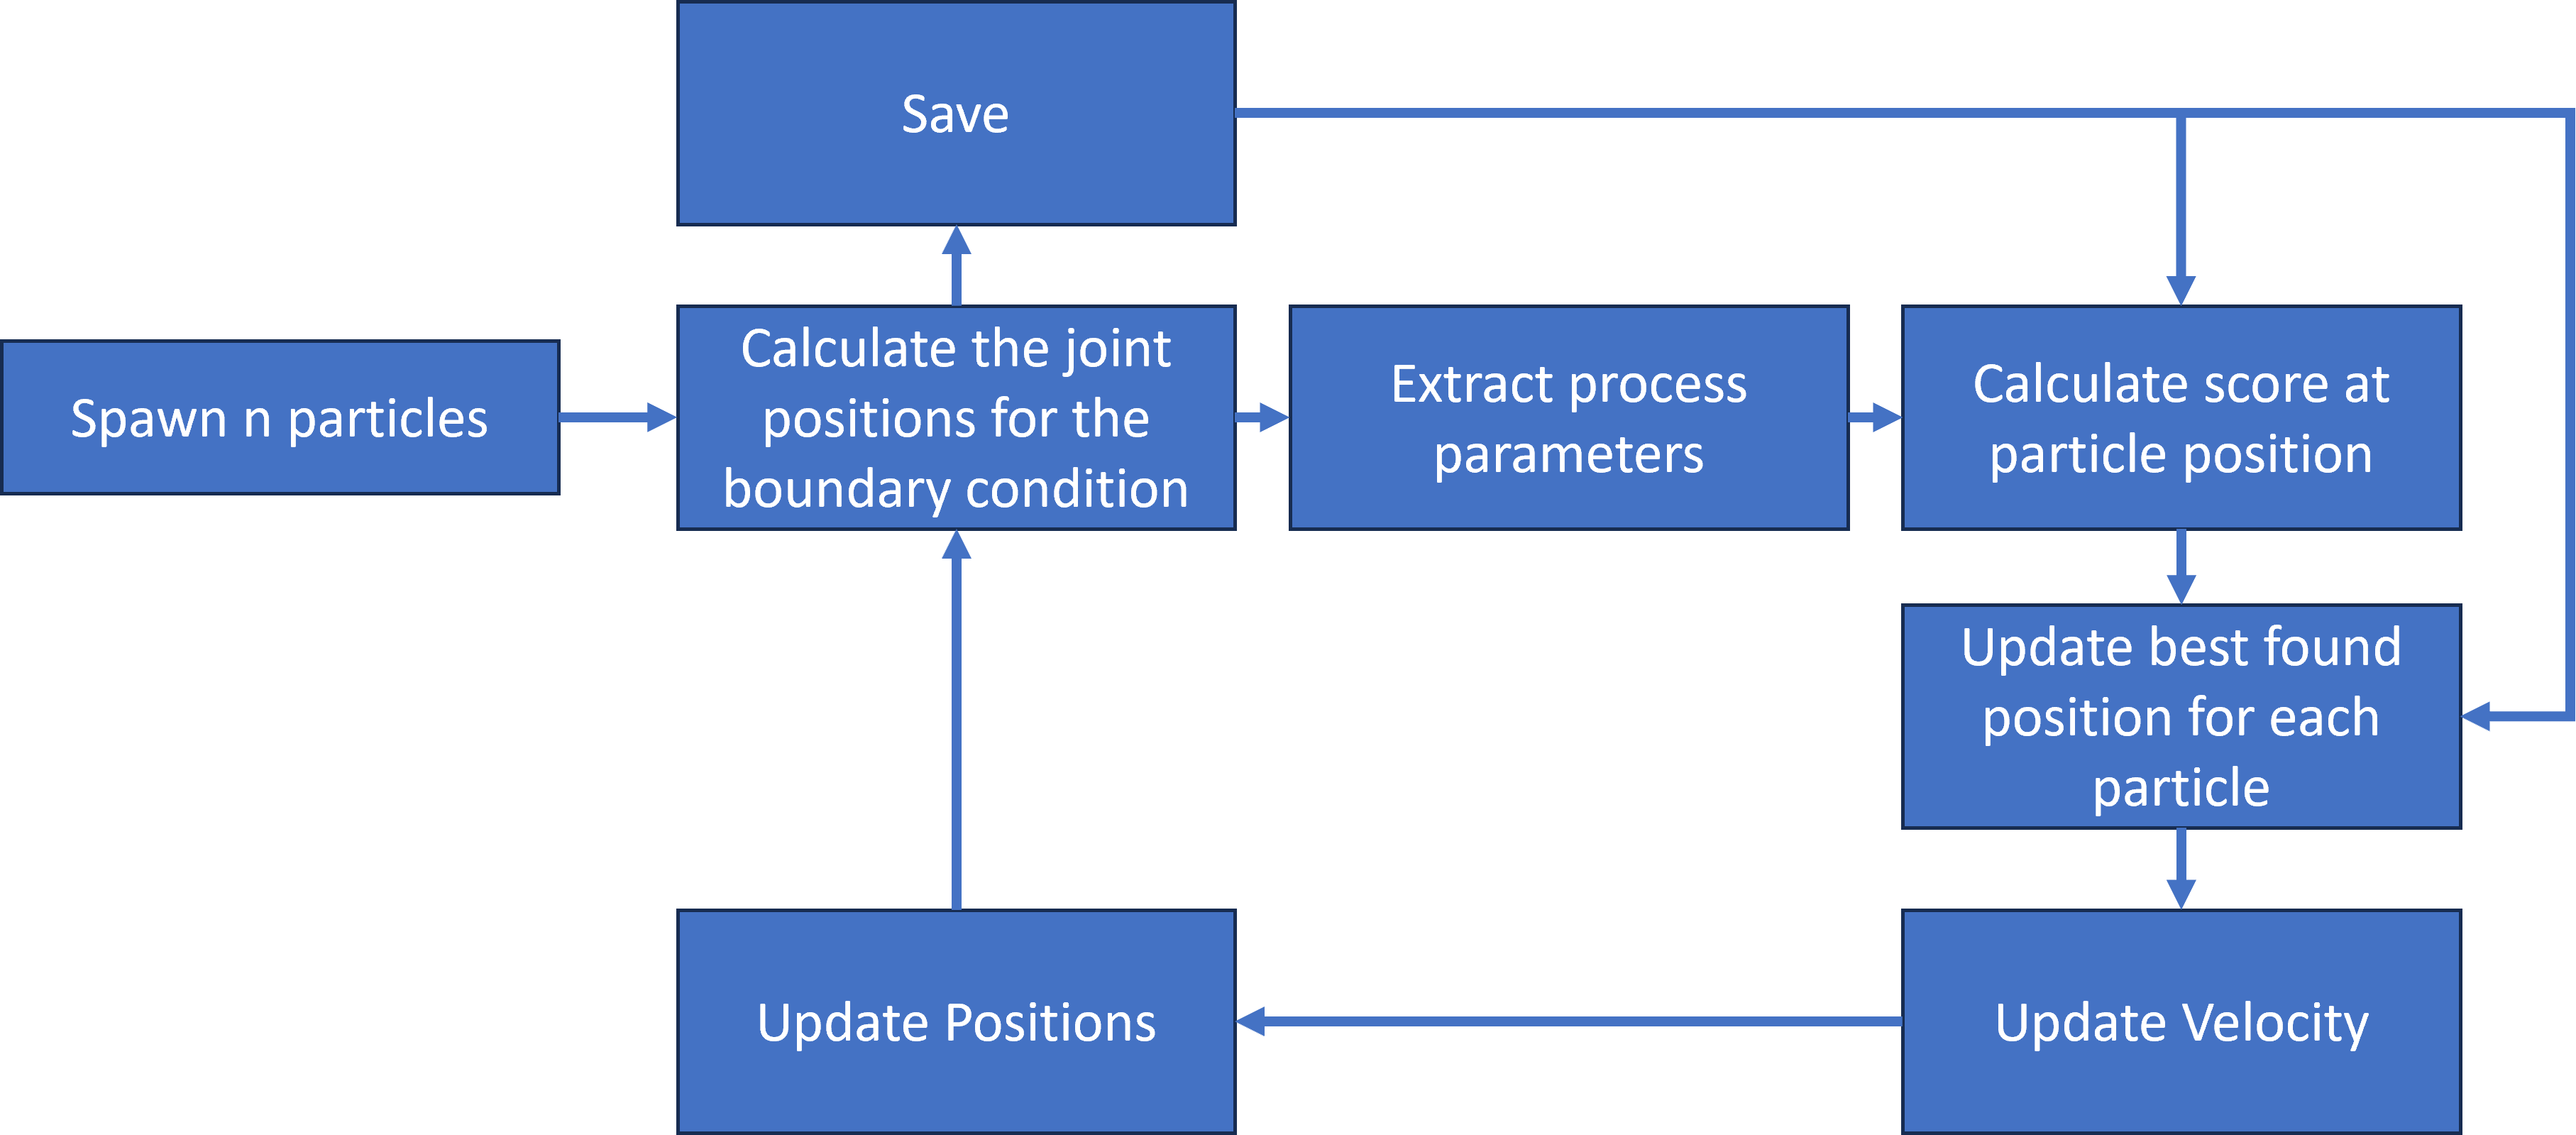 Save
Spawn n particles
Calculate the joint
positions for the
boundary condition
Extract process
parameters
Calculate score at
particle position
Update best found
position for each
particle
Update Positions
Update Velocity